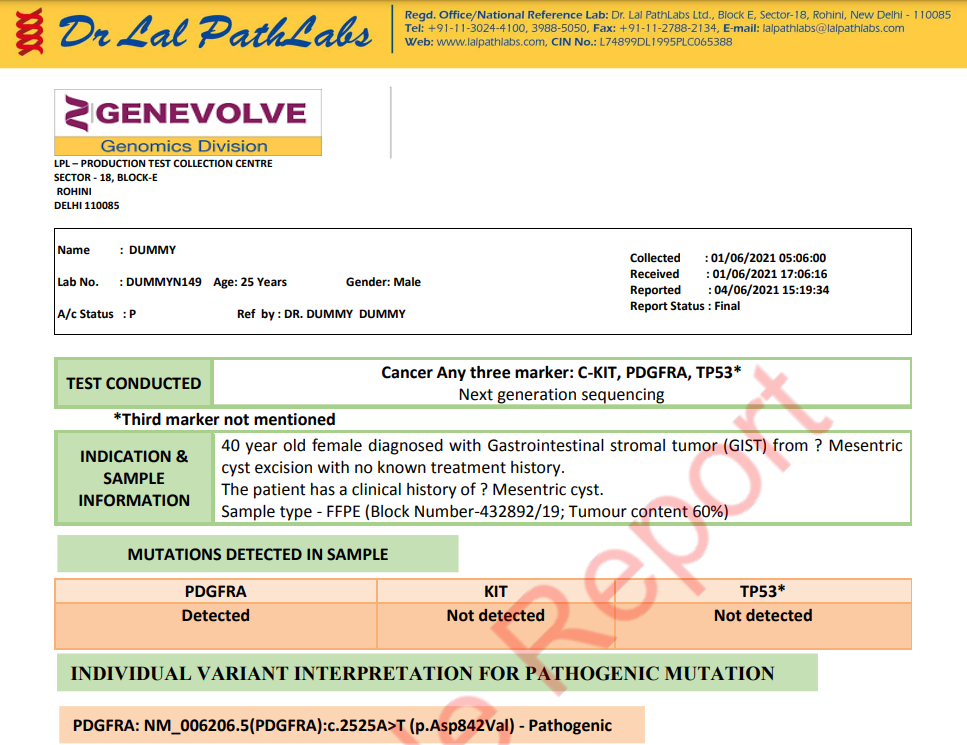 Dr Lal PathLabs
Regd. Office/National Reference Lab: Dr. Lal PathLabs Ltd., Block E, Sector-18, Rohini, New Delhi - 110085
Tel: +91-11-3024-4100, 3988-5050, Fax: +91-11-2788-2134, E-mail: lalpathlabs@lalpathlabs.com
Web: www.lalpathlabs.com, CIN No.: L74899DL1995PLC065388
GENEVOLVE
Genomics Division
LPL – PRODUCTION TEST COLLECTION CENTRE
SECTOR - 18, BLOCK-E
ROHINI
DELHI 110085
Name : DUMMY
Lab No. : DUMMYN149 Age: 25 Years Gender: Male
A/c Status : P Ref by : DR. DUMMY DUMMY
Collected : 01/06/2021 05:06:00
Received : 01/06/2021 17:06:16
Reported : 04/06/2021 15:19:34
Report Status : Final
TEST CONDUCTED
Cancer Any three marker: C-KIT, PDGFRA, TP53*
Next generation sequencing
*Third marker not mentioned
INDICATION &
SAMPLE
INFORMATION
40 year old female diagnosed with Gastrointestinal stromal tumor (GIST) from ? Mesentric
cyst excision with no known treatment history.
The patient has a clinical history of ? Mesentric cyst.
Sample type - FFPE (Block Number-432892/19; Tumour content 60%)
MUTATIONS DETECTED IN SAMPLE
PDGFRA KIT TP53*
Detected Not detected Not detected
INDIVIDUAL VARIANT INTERPRETATION FOR PATHOGENIC MUTATION
PDGFRA: NM_006206.5(PDGFRA):c.2525A>T (p.Asp842Val) - Pathogenic
Report